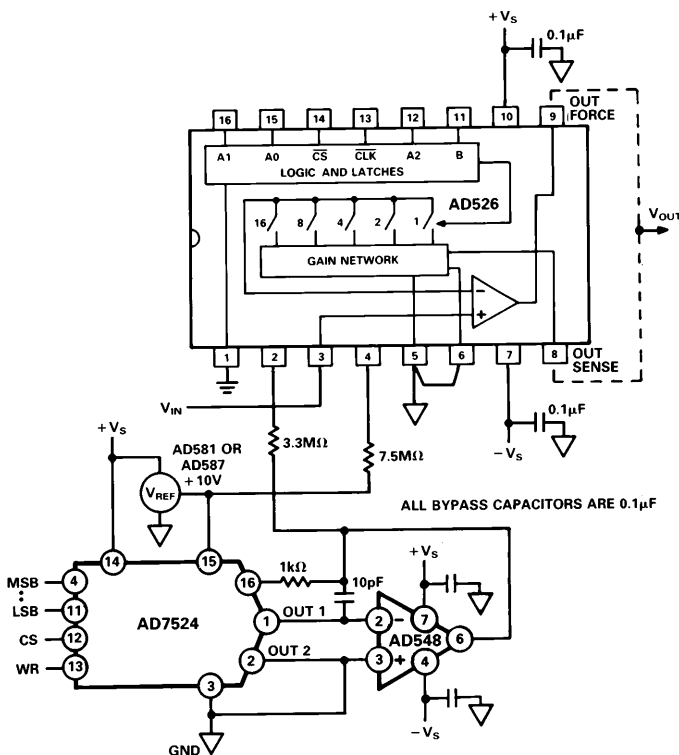 +VS
0.1μF
OUT
FORCE
16 15 14 13 12 11 10 9
A1 A0 CS CLK A2 B
LOGIC AND LATCHES
AD526
16 8 4 2 1
VOUT
GAIN NETWORK
−
+
1 2 3 4 5 6 7 8
OUT
SENSE
VIN
0.1μF
+VS
3.3MΩ
7.5MΩ
−VS
AD581 OR
AD587
+10V
VREF
ALL BYPASS CAPACITORS ARE 0.1μF
14 15
+VS
MSB 4
16 1kΩ
10pF
LSB 11
AD7524
1 OUT 1
2 −
7
AD548
6
CS 12
2 OUT 2
3 +
4
WR 13
3
−VS
GND